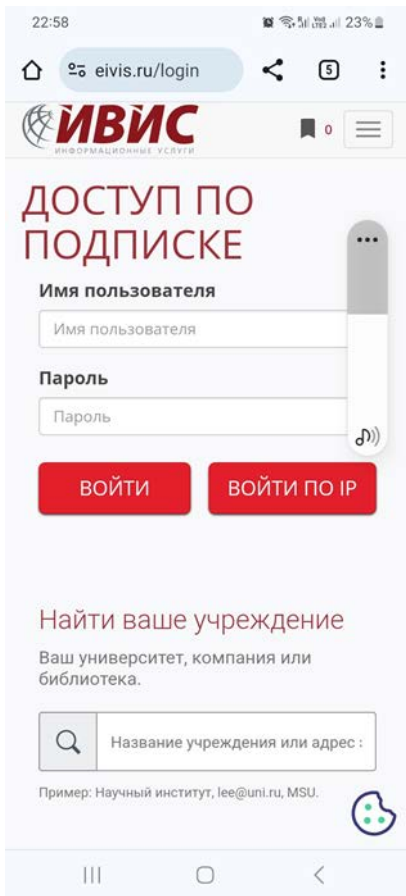 22:58
23%
eivis.ru/login
5
ИВИС
ИНФОРМАЦИОННЫЕ УСЛУГИ
0
ДОСТУП ПО
ПОДПИСКЕ
Имя пользователя
Имя пользователя
Пароль
Пароль
ВОЙТИ
ВОЙТИ ПО IP
Найти ваше учреждение
Ваш университет, компания или
библиотека.
Название учреждения или адрес
Пример: Научный институт, lee@uni.ru, MSU.